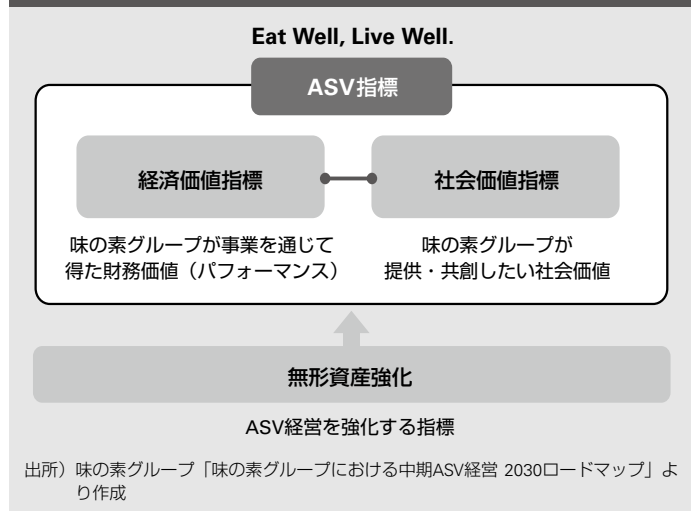 Eat Well, Live Well.
ASV指標
経済価値指標
社会価値指標
味の素グループが事業を通じて
得た財務価値（パフォーマンス）
味の素グループが
提供・共創したい社会価値
無形資産強化
ASV経営を強化する指標
出所）味の素グループ「味の素グループにおける中期ASV経営 2030ロードマップ」よ
り作成